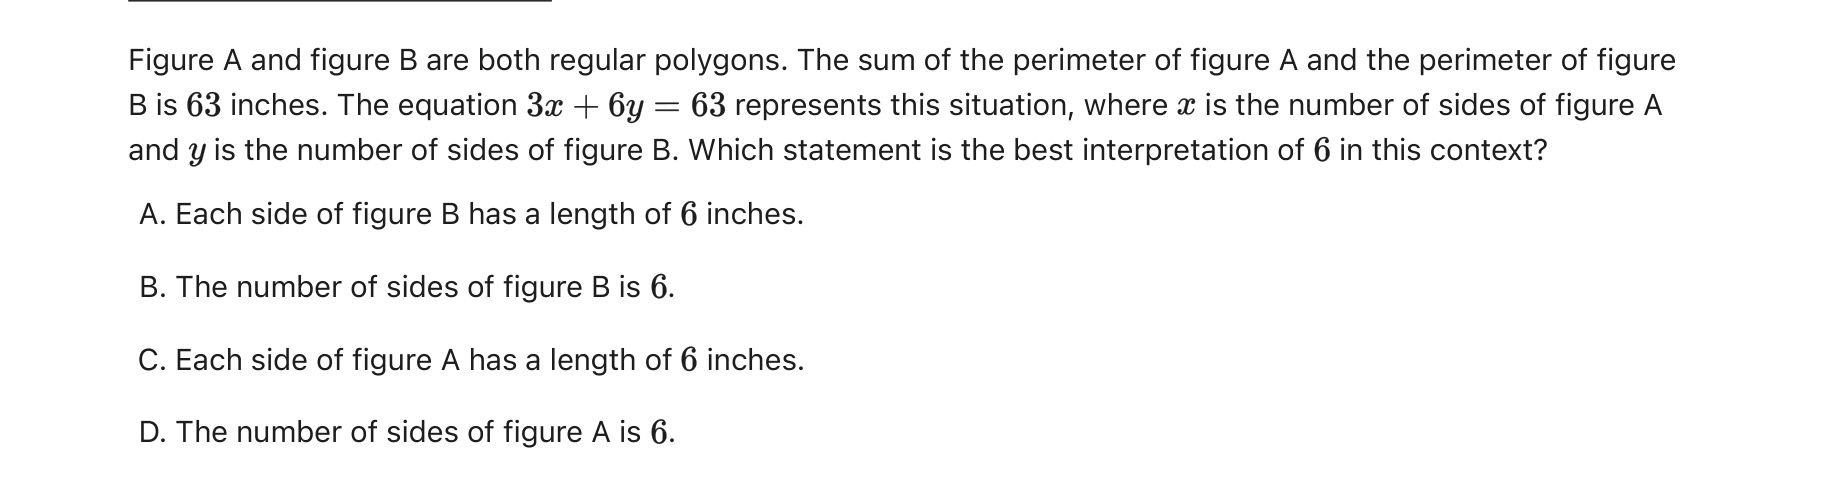 Figure A and figure B are both regular polygons. The sum of the perimeter of figure A and the perimeter of figure
B is 63 inches. The equation 3x + 6y = 63 represents this situation, where x is the number of sides of figure A
and y is the number of sides of figure B. Which statement is the best interpretation of 6 in this context?
A. Each side of figure B has a length of 6 inches.
B. The number of sides of figure B is 6.
C. Each side of figure A has a length of 6 inches.
D. The number of sides of figure A is 6.